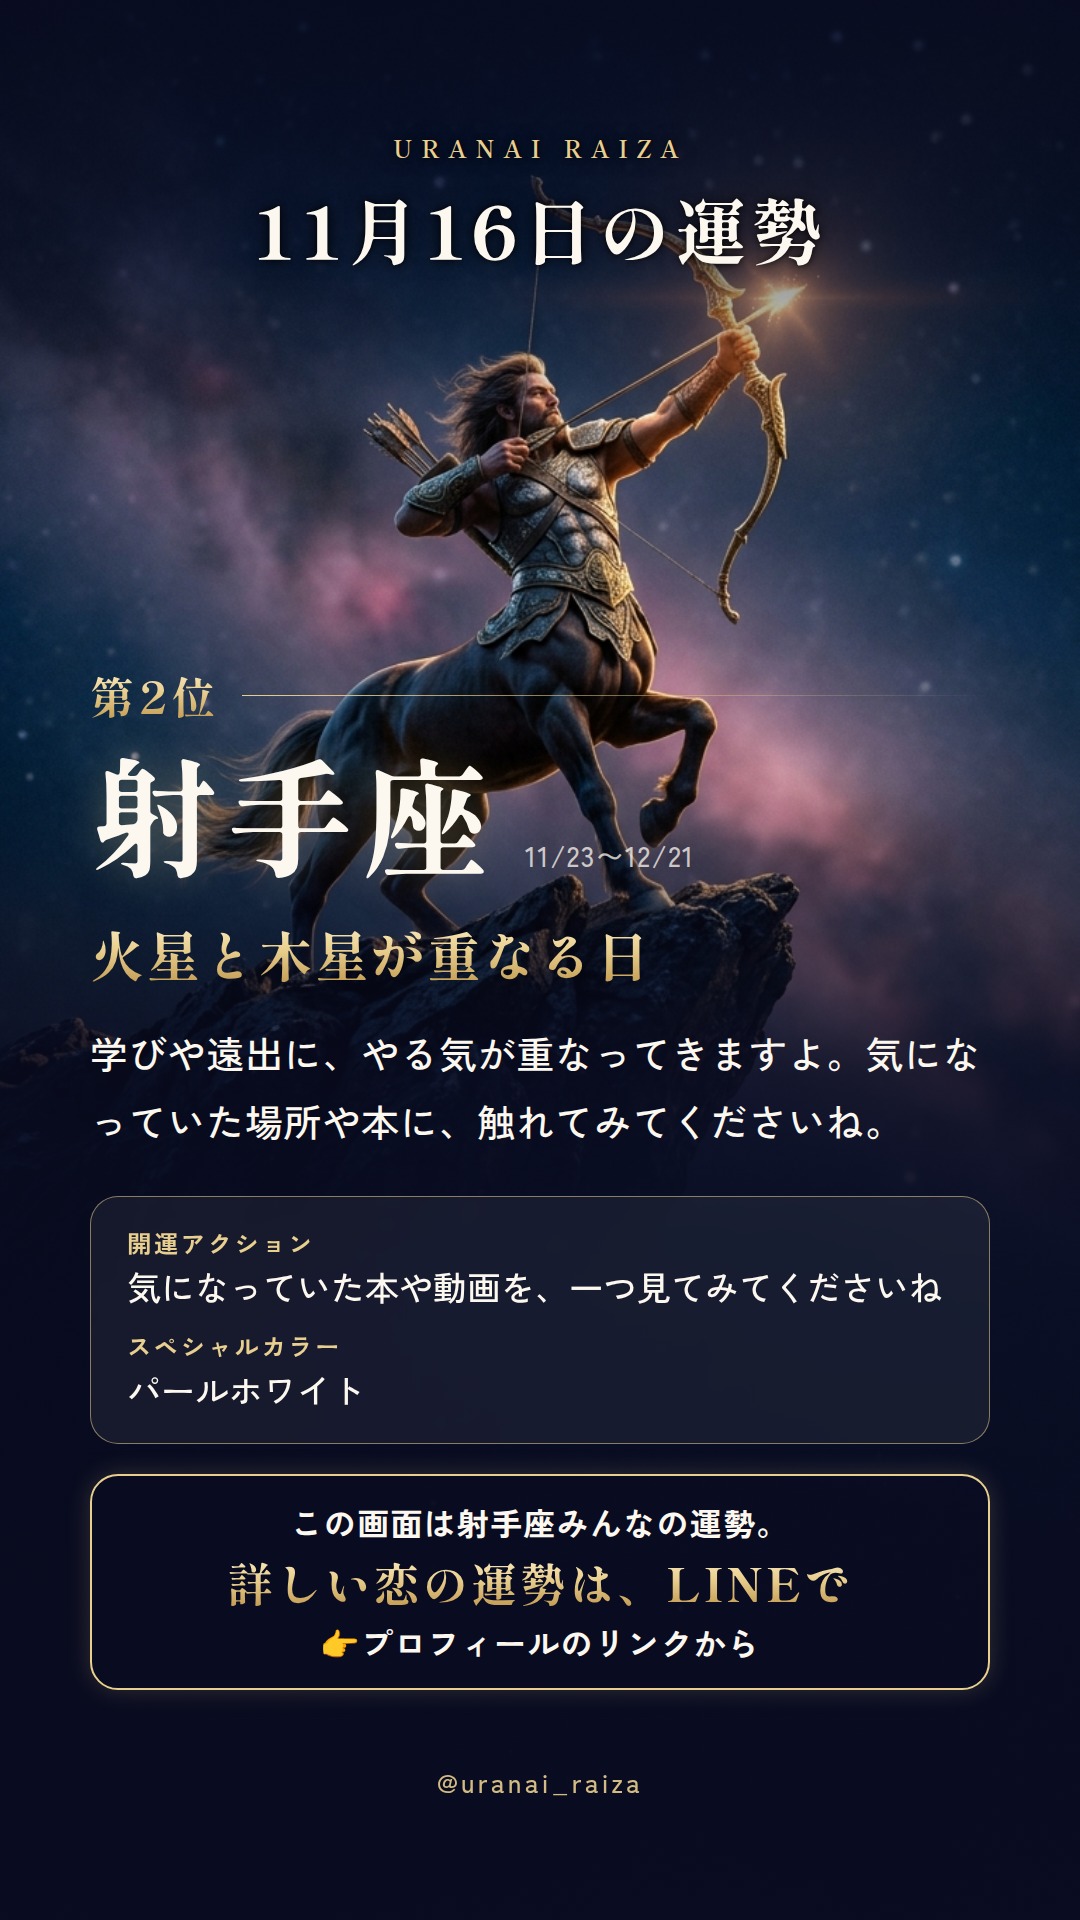 URANAI RAIZA
11月16日の運勢
第2位
射手座 11/23〜12/21
火星と木星が重なる日
学びや遠出に、やる気が重なってきますよ。気にな
っていた場所や本に、触れてみてくださいね。
開運アクション
気になっていた本や動画を、一つ見てみてくださいね
スペシャルカラー
パールホワイト
この画面は射手座みんなの運勢。
詳しい恋の運勢は、LINEで
👉プロフィールのリンクから
@uranai_raiza